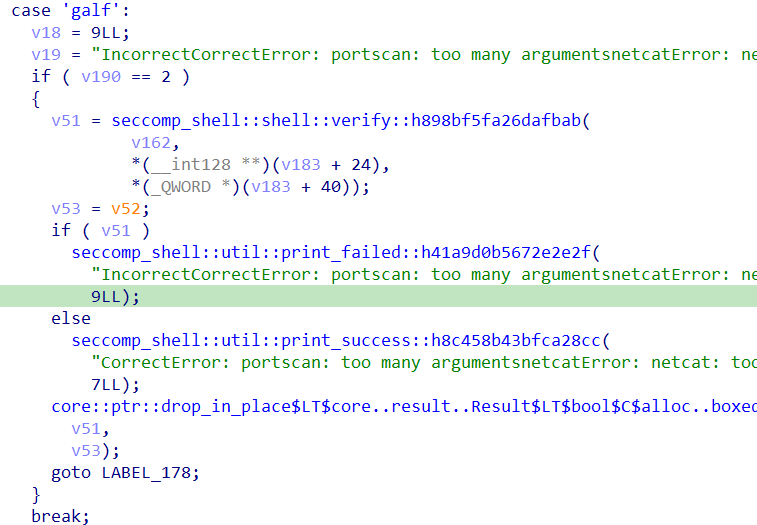 case 'galf':
v18 = 9LL;
v19 = "IncorrectCorrectError: portscan: too many argumentsnetcatError: ne
if ( v190 == 2 )
{
v51 = seccomp_shell::shell::verify::h898bf5fa26dafbab(
v162,
*(__int128 **)(v183 + 24),
*(_QWORD *)(v183 + 40));
v53 = v52;
if ( v51 )
seccomp_shell::util::print_failed::h41a9d0b5672e2e2f(
"IncorrectCorrectError: portscan: too many argumentsnetcatError: ne
9LL);
else
seccomp_shell::util::print_success::h8c458b43bfca28cc(
"CorrectError: portscan: too many argumentsnetcatError: netcat: too
7LL);
core::ptr::drop_in_place$LT$core..result..Result$LT$bool$C$alloc..boxed
v51,
v53);
goto LABEL_178;
}
break;